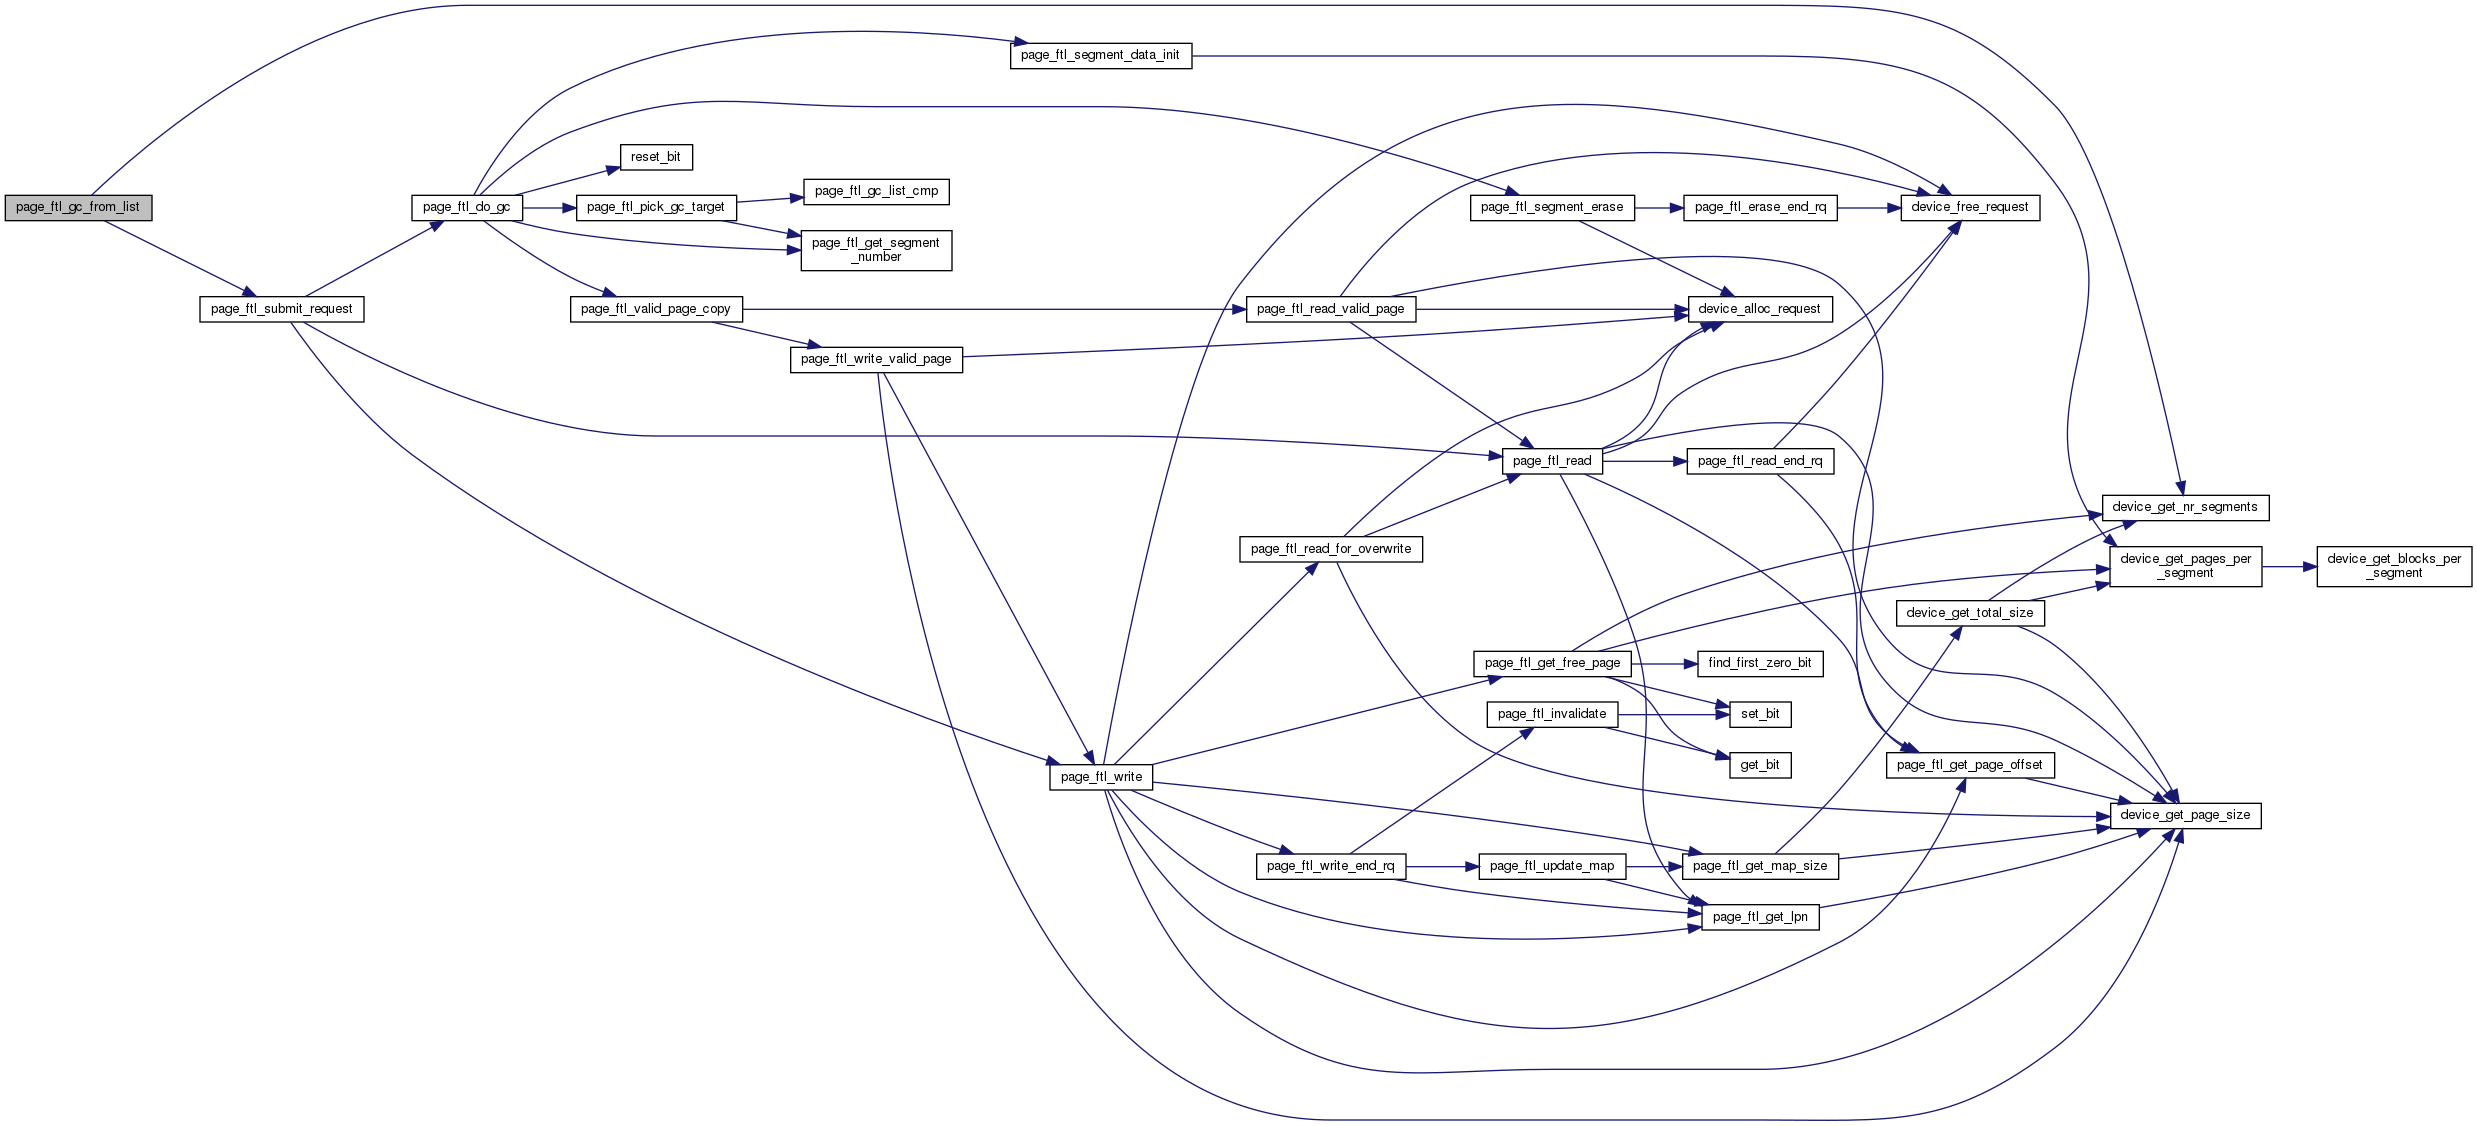 page_ftl_segment_data_init
reset_bit
page_ftl_gc_list_cmp
page_ftl_gc_from_list
page_ftl_do_gc
page_ftl_pick_gc_target
page_ftl_segment_erase
page_ftl_erase_end_rq
device_free_request
page_ftl_get_segment
_number
page_ftl_submit_request
page_ftl_valid_page_copy
page_ftl_read_valid_page
device_alloc_request
page_ftl_write_valid_page
page_ftl_read
page_ftl_read_end_rq
device_get_nr_segments
page_ftl_read_for_overwrite
device_get_pages_per
_segment
device_get_blocks_per
_segment
device_get_total_size
page_ftl_get_free_page
find_first_zero_bit
page_ftl_invalidate
set_bit
page_ftl_write
get_bit
page_ftl_get_page_offset
device_get_page_size
page_ftl_write_end_rq
page_ftl_update_map
page_ftl_get_map_size
page_ftl_get_lpn